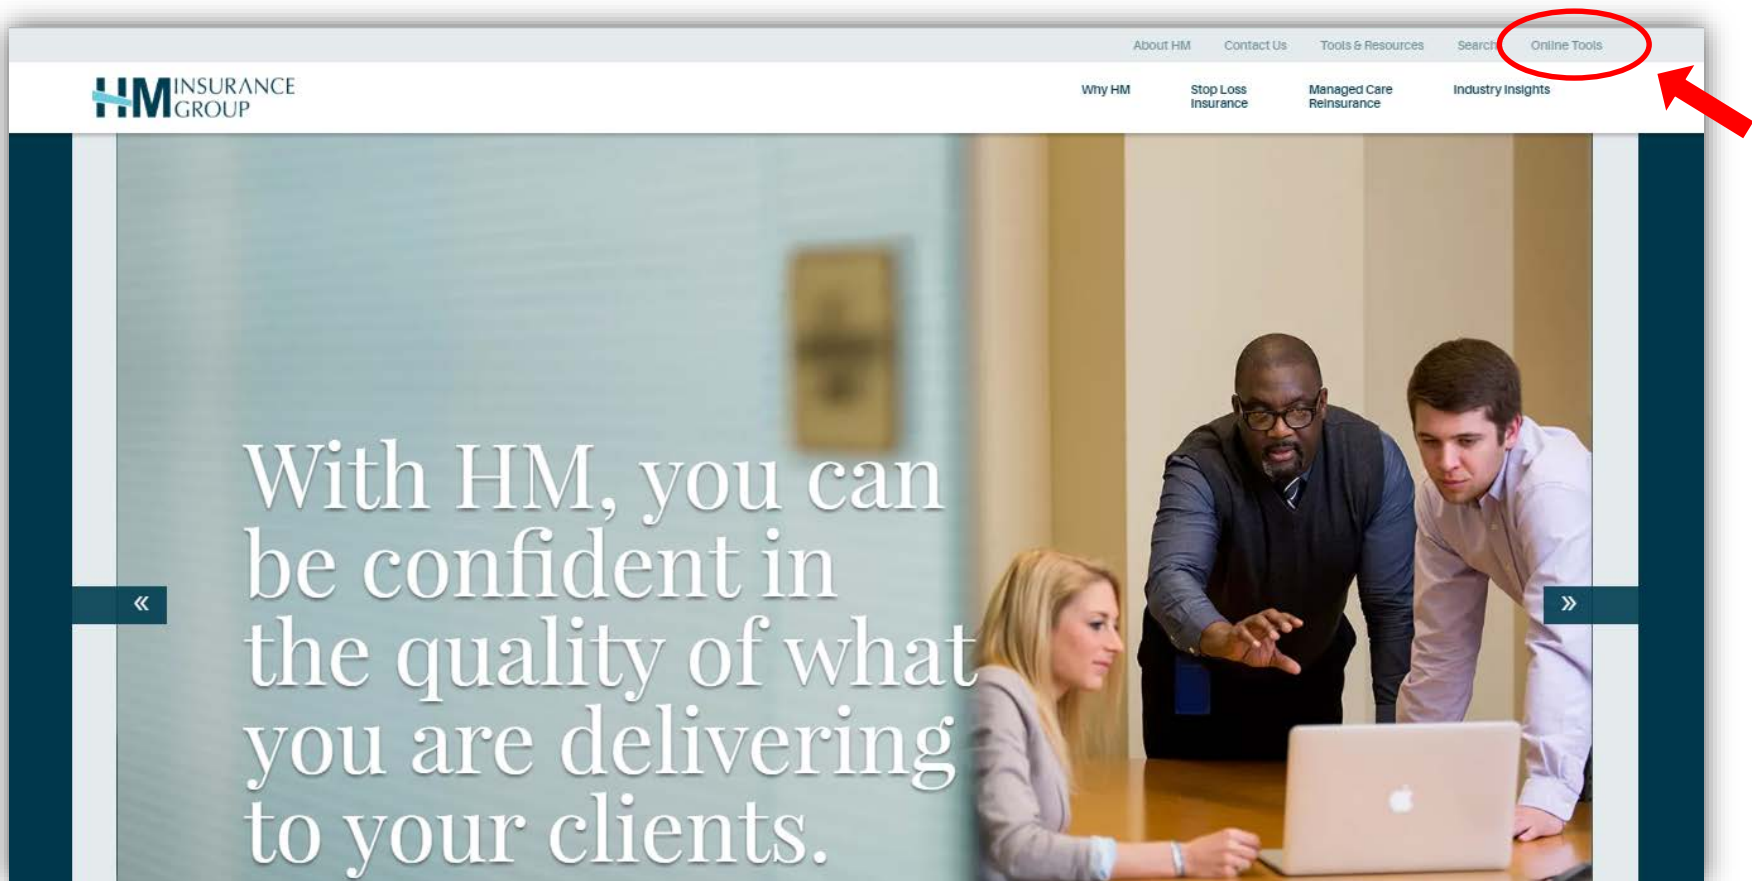 About HM Contact Us Tools & Resources Search Online Tools
HM INSURANCE
GROUP
Why HM Stop Loss Managed Care Industry Insights
Insurance Reinsurance
With HM, you can
be confident in
the quality of what
you are delivering
to your clients.